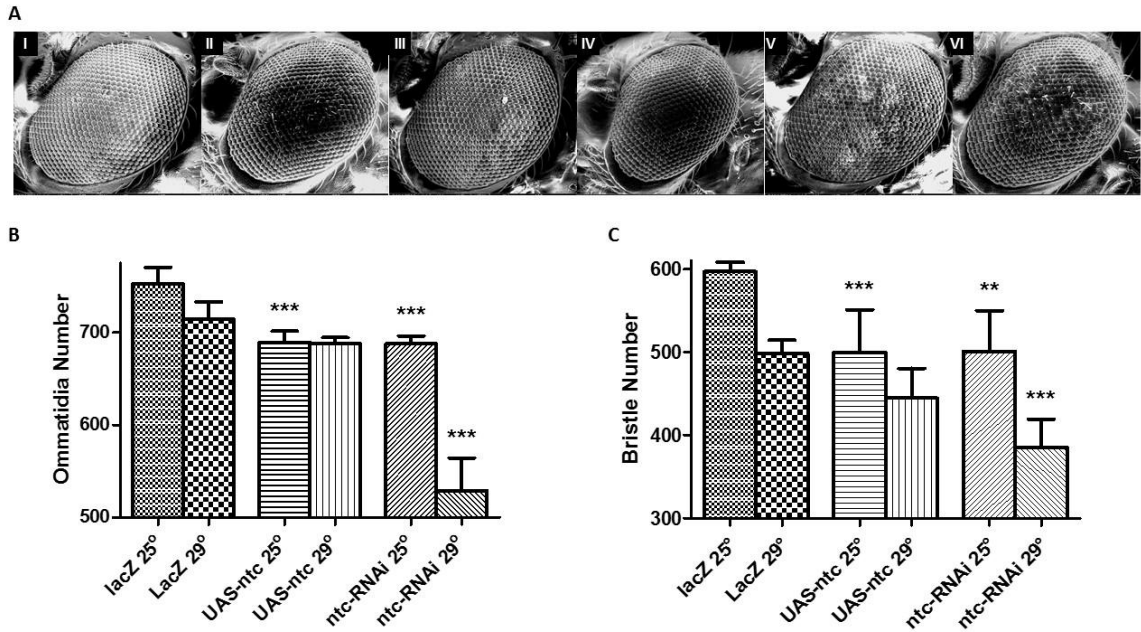 A
I II III IV V VI
B
C
Ommatidia Number
700
600
500
***
***
***
lacZ 25°
LacZ 29°
UAS-ntc 25°
UAS-ntc 29°
ntc-RNAi 25°
ntc-RNAi 29°
Bristle Number
600
500
400
300
***
**
***
lacZ 25°
LacZ 29°
UAS-ntc 25°
UAS-ntc 29°
ntc-RNAi 25°
ntc-RNAi 29°